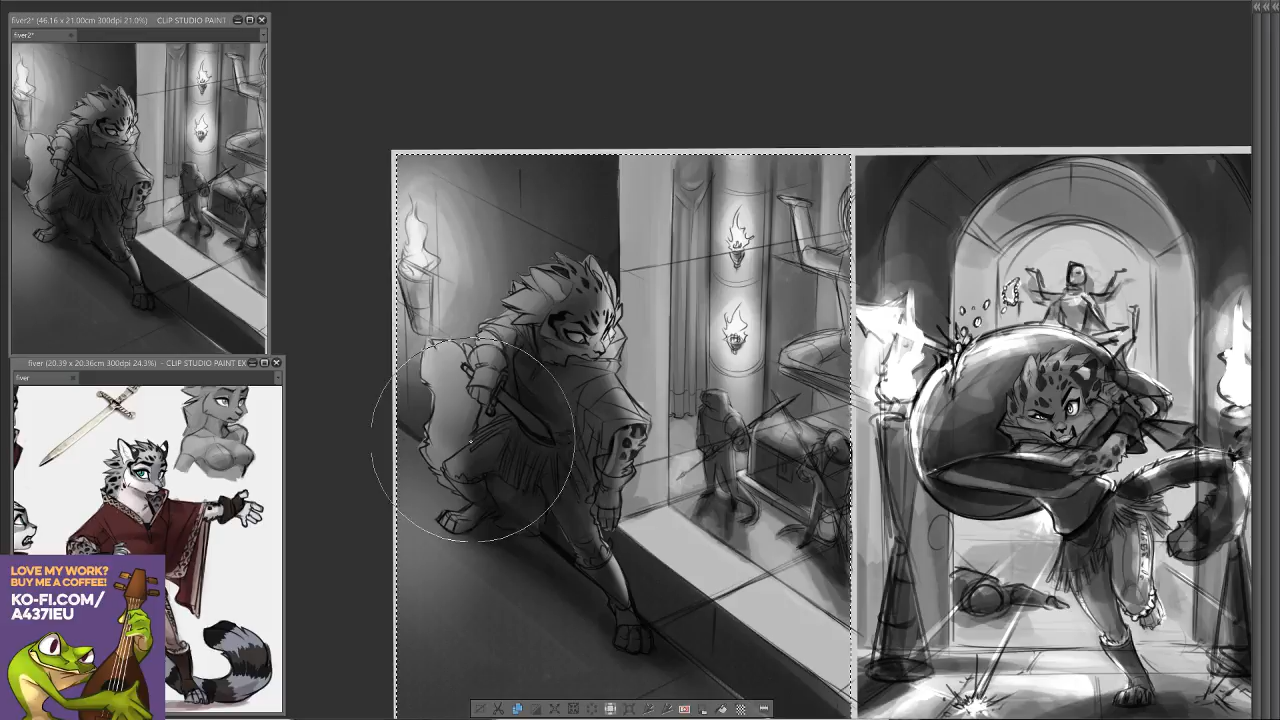 fiver2* (46.16 x 21.00cm 300dpi 21.0%) - CLIP STUDIO PAINT
fiver2*
fiver (20.39 x 20.36cm 300dpi 24.3%) - CLIP STUDIO PAINT EX
fiver
LOVE MY WORK?
BUY ME A COFFEE!
KO-FI.COM/
A437IEU